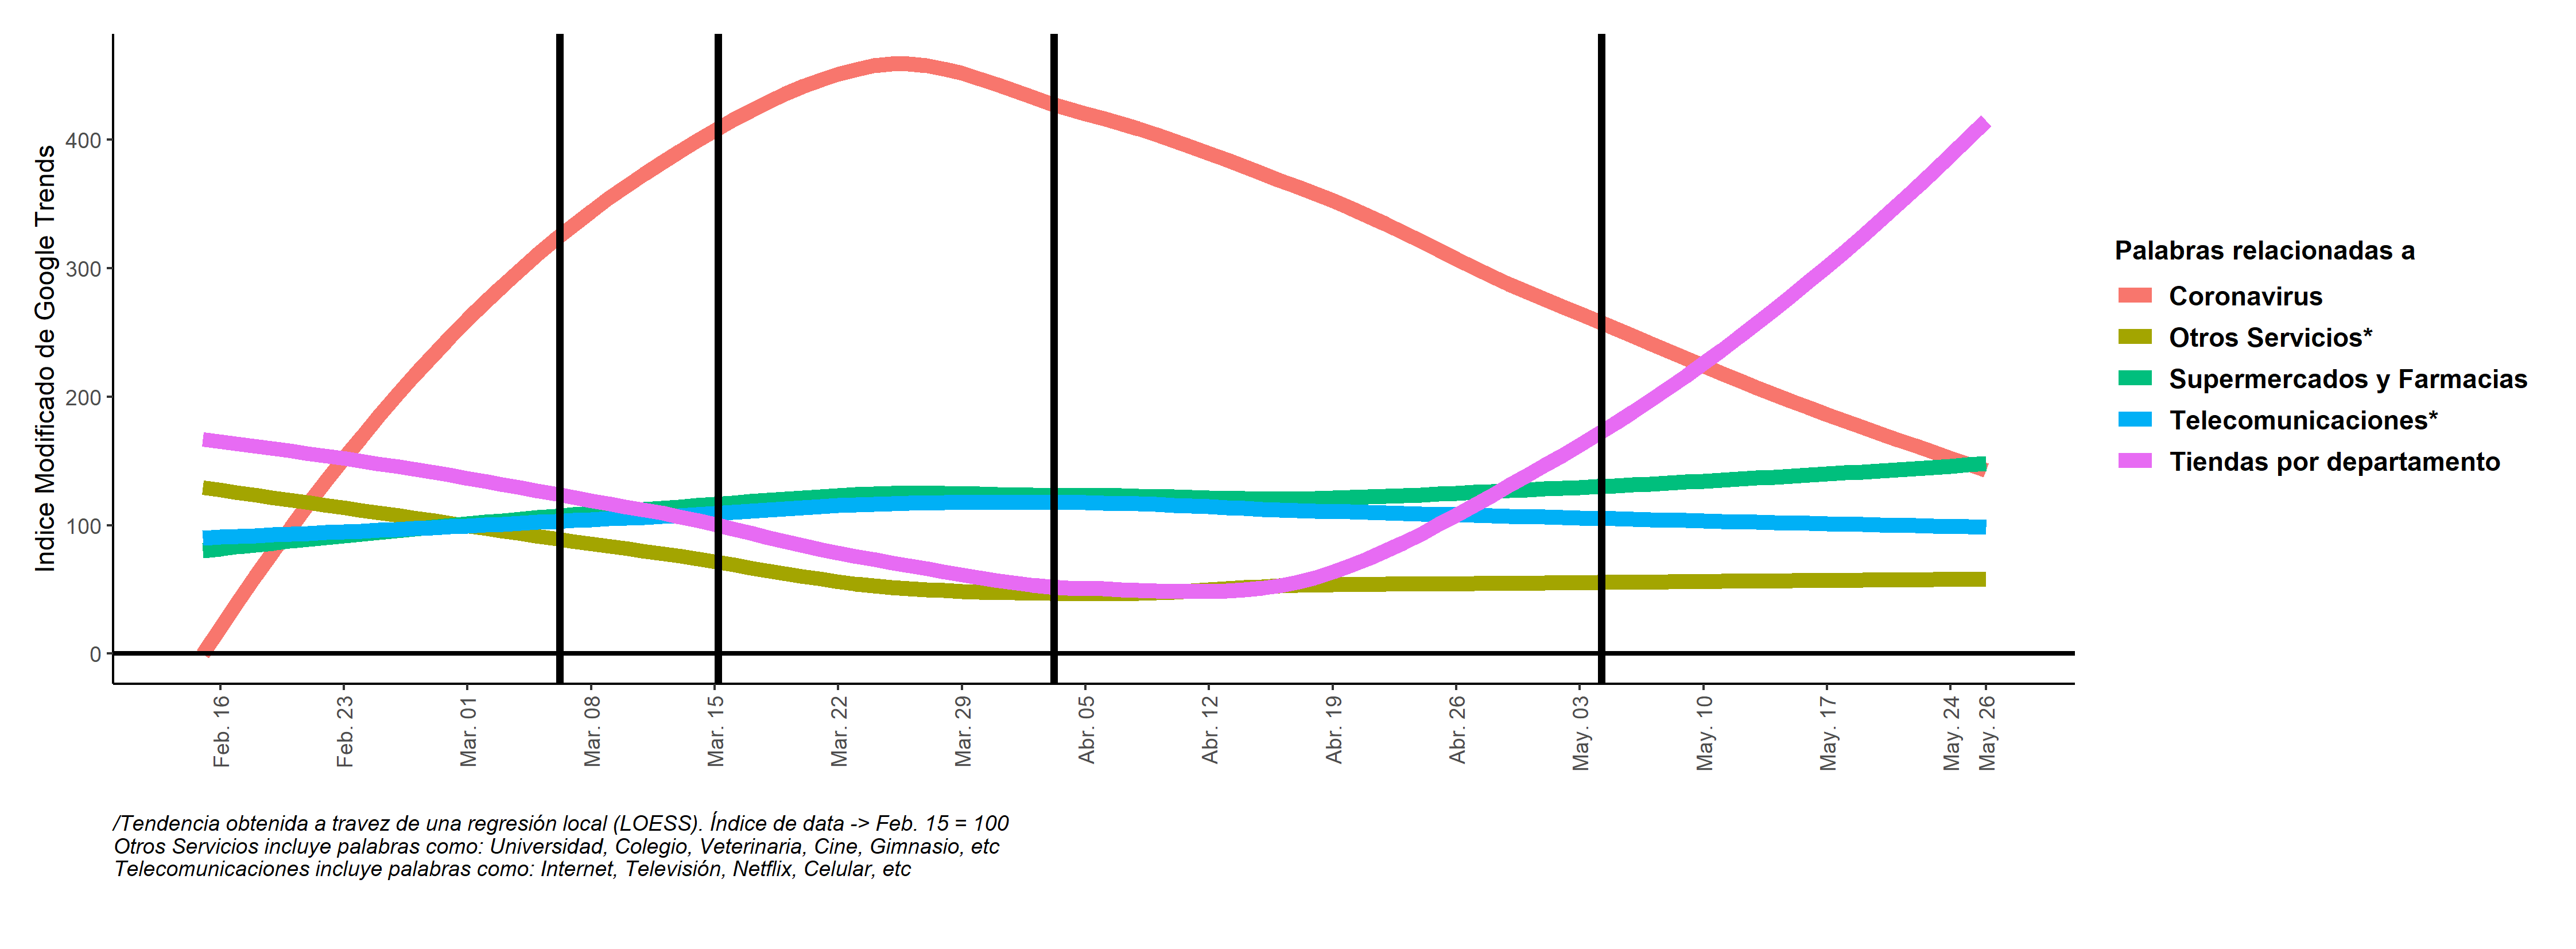 Indice Modificado de Google Trends
400
300
200
100
0
Feb. 16
Feb. 23
Mar. 01
Mar. 08
Mar. 15
Mar. 22
Mar. 29
Abr. 05
Abr. 12
Abr. 19
Abr. 26
May. 03
May. 10
May. 17
May. 24
May. 26
Palabras relacionadas a
Coronavirus
Otros Servicios*
Supermercados y Farmacias
Telecomunicaciones*
Tiendas por departamento
/Tendencia obtenida a travez de una regresión local (LOESS). Índice de data -> Feb. 15 = 100
Otros Servicios incluye palabras como: Universidad, Colegio, Veterinaria, Cine, Gimnasio, etc
Telecomunicaciones incluye palabras como: Internet, Televisión, Netflix, Celular, etc